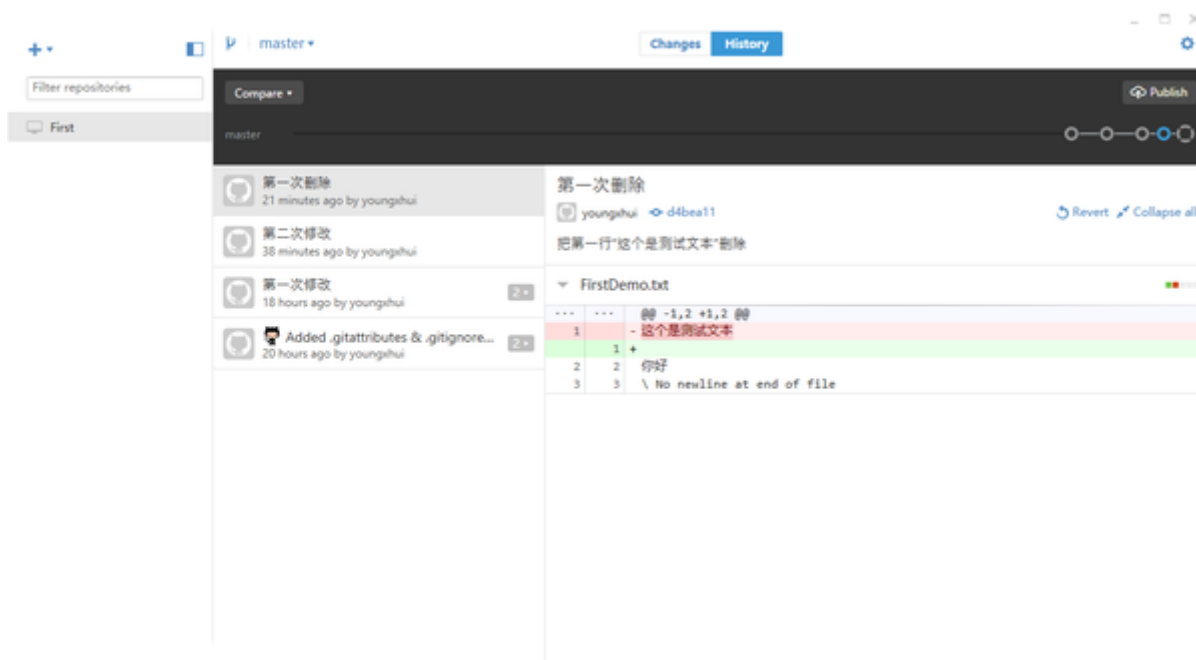 master
Changes
History
Filter repositories
First
Compare
Publish
master
第一次删除
21 minutes ago by youngxhui
第二次修改
38 minutes ago by youngxhui
第一次修改
18 hours ago by youngxhui
2
Added .gitattributes & .gitignore...
20 hours ago by youngxhui
2
第一次删除
youngxhui d4bea11
Revert Collapse all
把第一行"这个是测试文本"删除
FirstDemo.txt
... ... @@ -1,2 +1,2 @@
1 - 这个是测试文本
1 +
2 2 你好
3 3 \ No newline at end of file